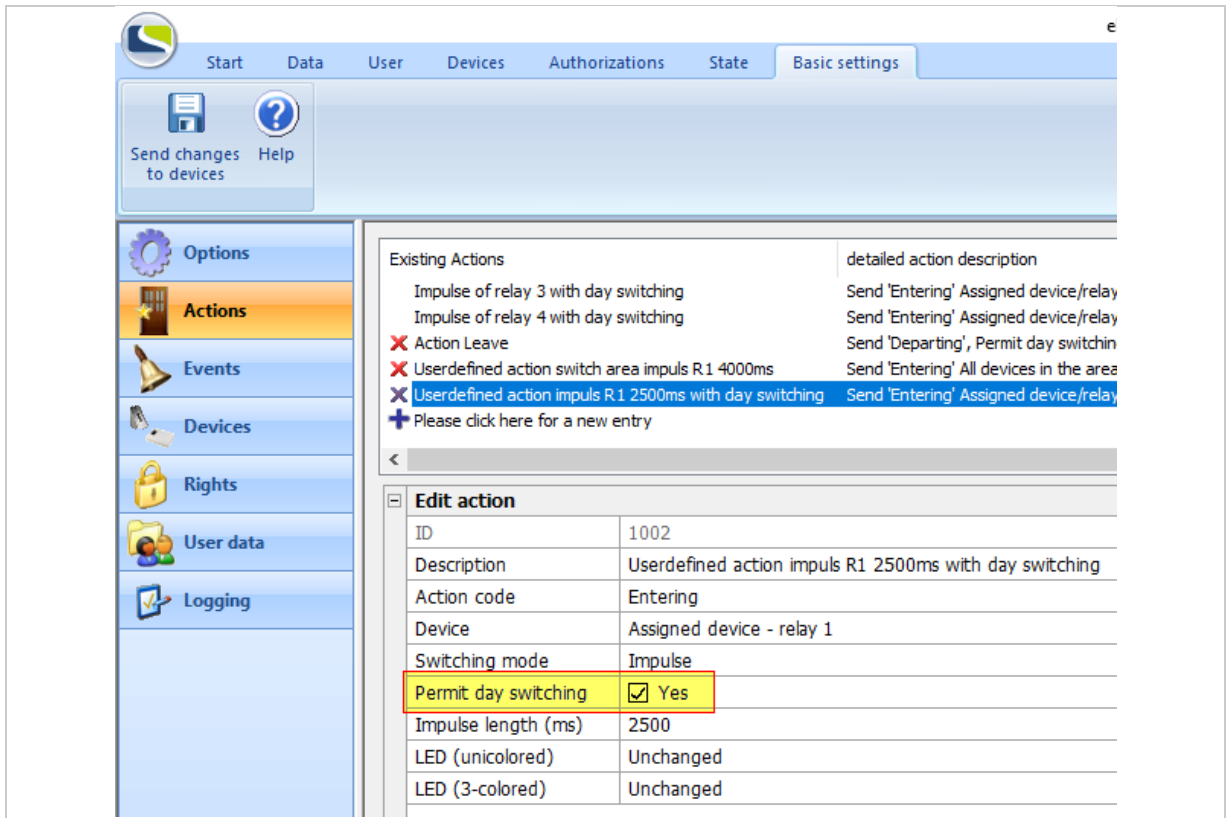 e
Start Data User Devices Authorizations State Basic settings
Send changes to devices
Help
Options
Actions
Events
Devices
Rights
User data
Logging
Existing Actions detailed action description
Impulse of relay 3 with day switching Send 'Entering' Assigned device/relay
Impulse of relay 4 with day switching Send 'Entering' Assigned device/relay
Action Leave Send 'Departing', Permit day switchin
Userdefined action switch area impuls R1 4000ms Send 'Entering' All devices in the area
Userdefined action impuls R1 2500ms with day switching Send 'Entering' Assigned device/relay
Please click here for a new entry
Edit action
ID 1002
Description Userdefined action impuls R1 2500ms with day switching
Action code Entering
Device Assigned device - relay 1
Switching mode Impulse
Permit day switching Yes
Impulse length (ms) 2500
LED (unicolored) Unchanged
LED (3-colored) Unchanged